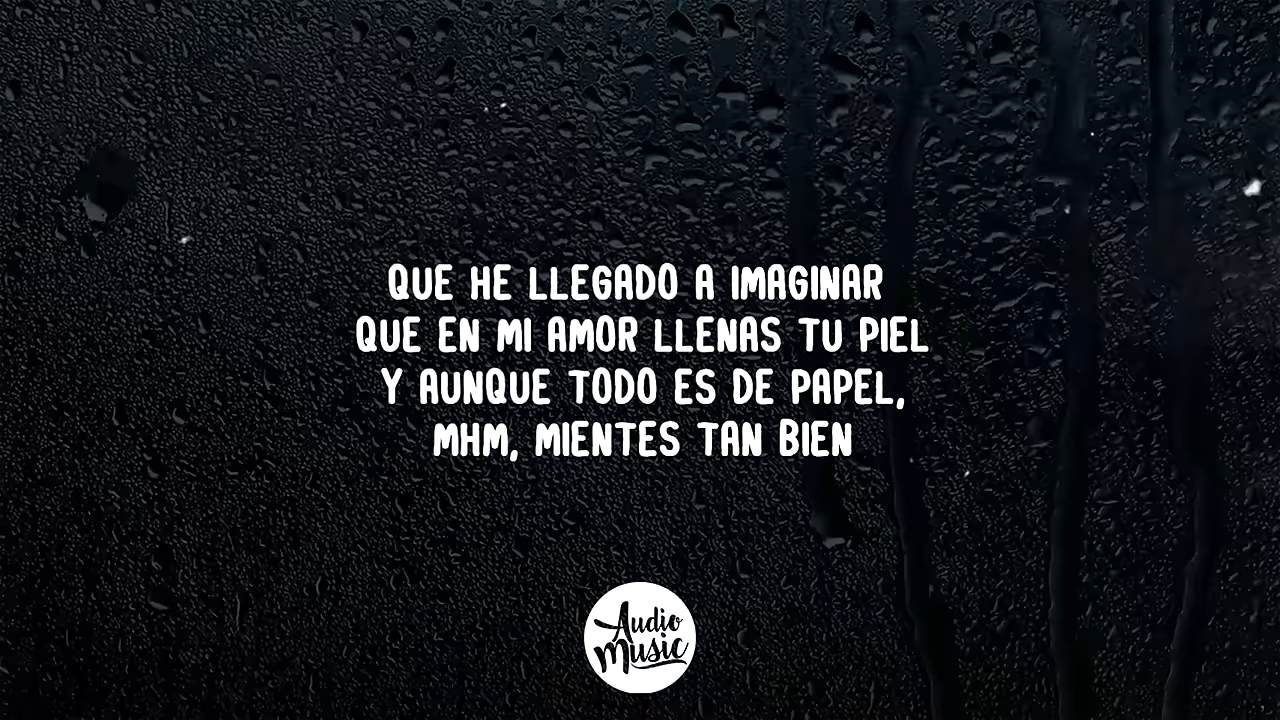 QUE HE LLEGADO A IMAGINAR
QUE EN MI AMOR LLENAS TU PIEL
Y AUNQUE TODO ES DE PAPEL,
MHM, MIENTES TAN BIEN
Audio
Music